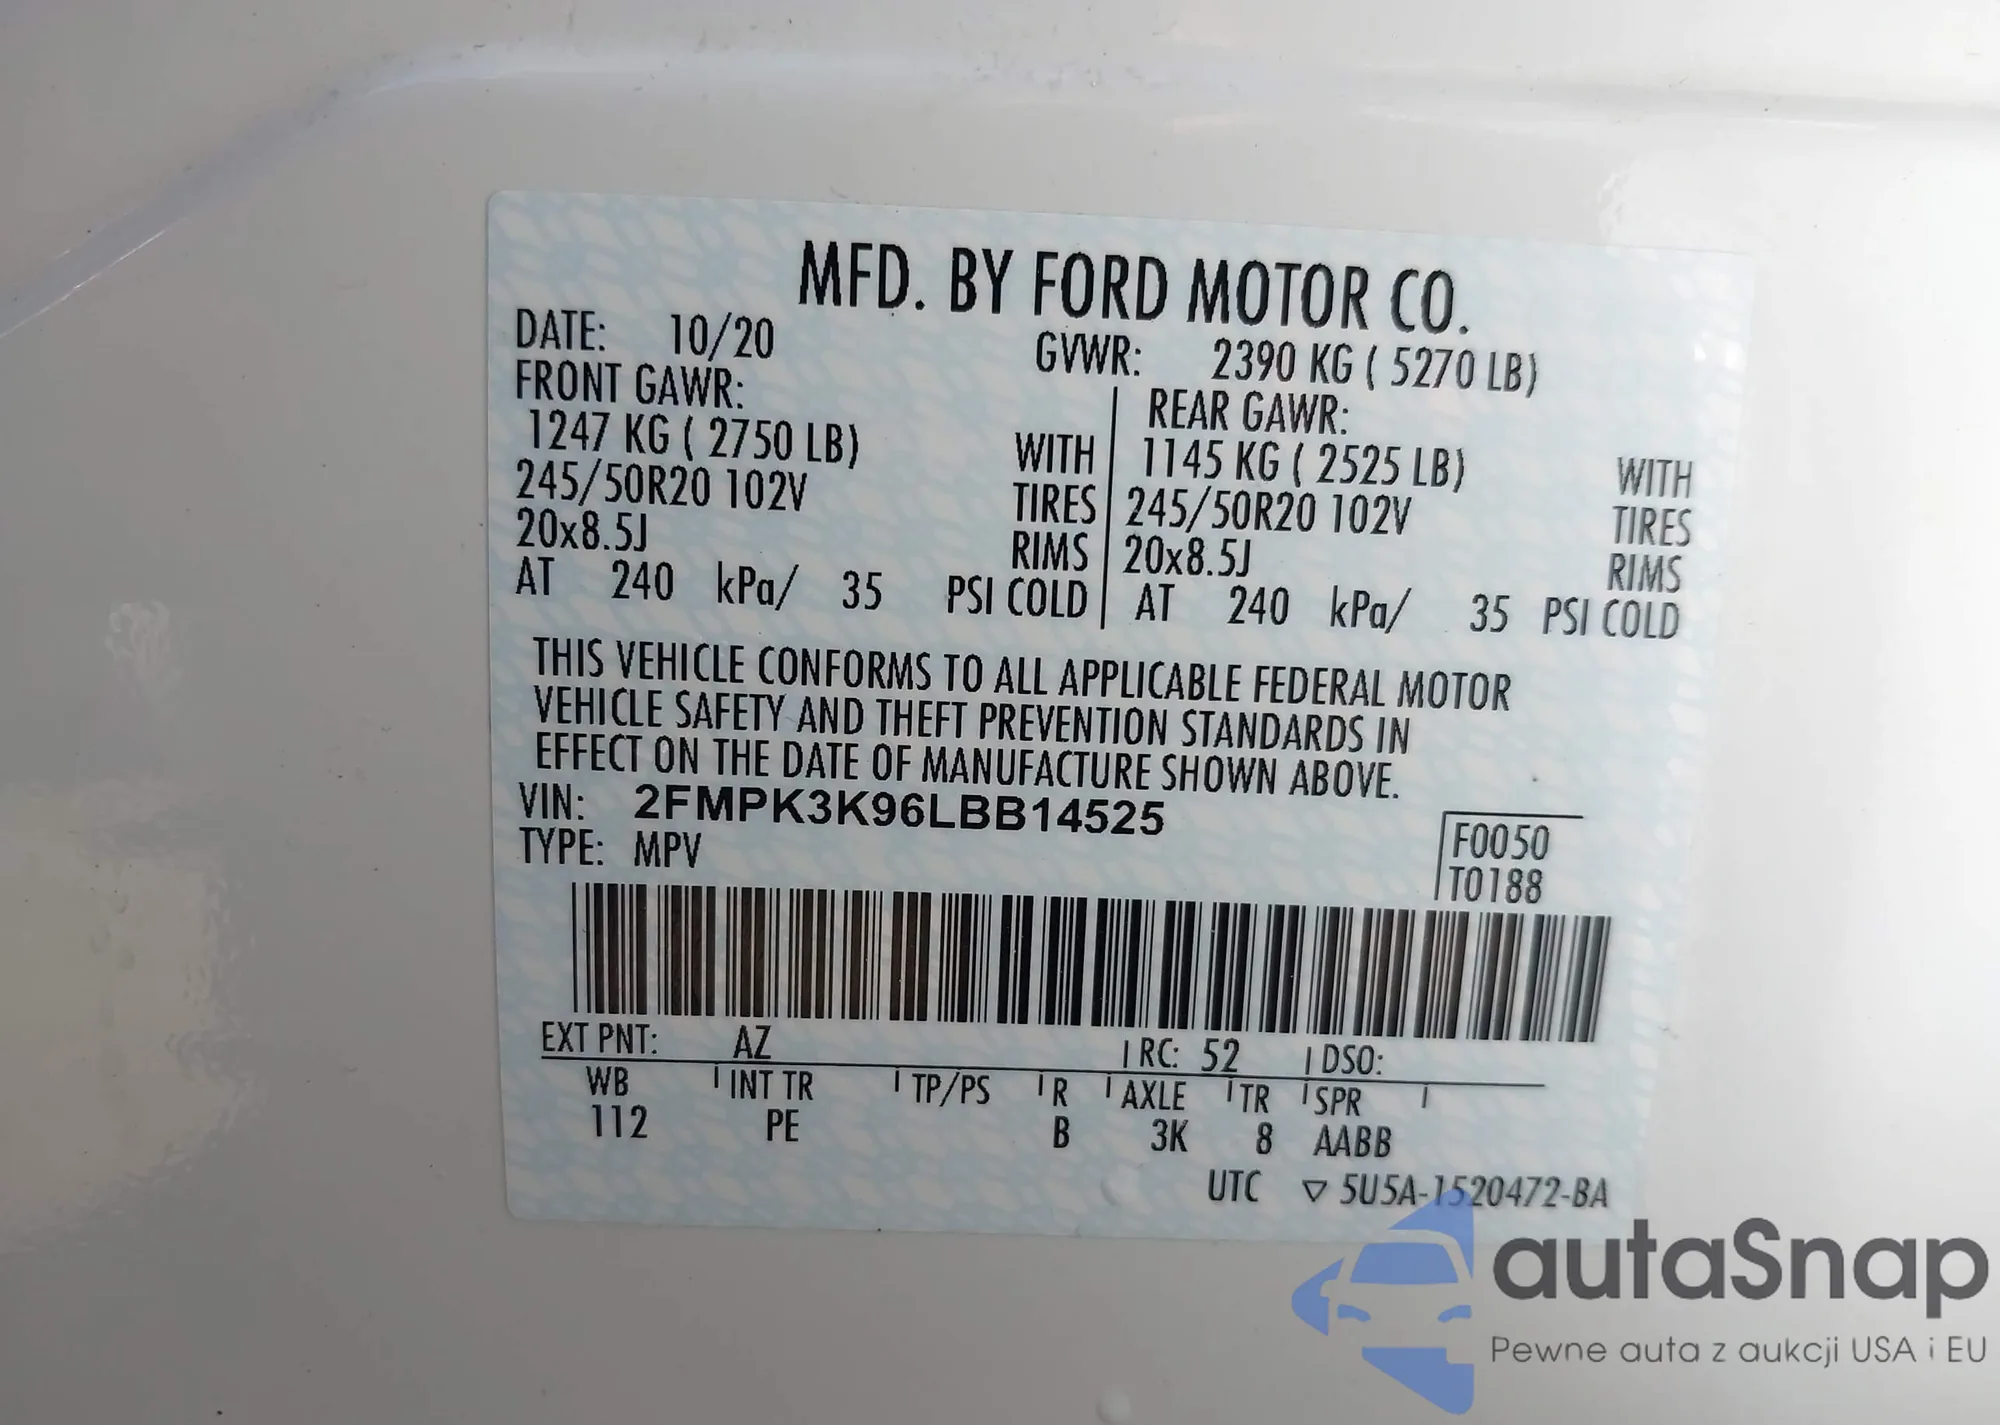 MFD. BY FORD MOTOR CO.
DATE: 10/20 GVWR: 2390 KG ( 5270 LB)
FRONT GAWR: REAR GAWR:
1247 KG ( 2750 LB) WITH 1145 KG ( 2525 LB) WITH
245/50R20 102V TIRES 245/50R20 102V TIRES
20x8.5J RIMS 20x8.5J RIMS
AT 240 kPa/ 35 PSI COLD AT 240 kPa/ 35 PSI COLD
THIS VEHICLE CONFORMS TO ALL APPLICABLE FEDERAL MOTOR
VEHICLE SAFETY AND THEFT PREVENTION STANDARDS IN
EFFECT ON THE DATE OF MANUFACTURE SHOWN ABOVE.
VIN: 2FMPK3K96LBB14525
TYPE: MPV
F0050
T0188
EXT PNT: AZ RC: 52 DSO:
WB INT TR TP/PS R AXLE TR SPR
112 PE B 3K 8 AABB
UTC ▽ 5U5A-1520472-BA
autaSnap
Pewne auta z aukcji USA i EU